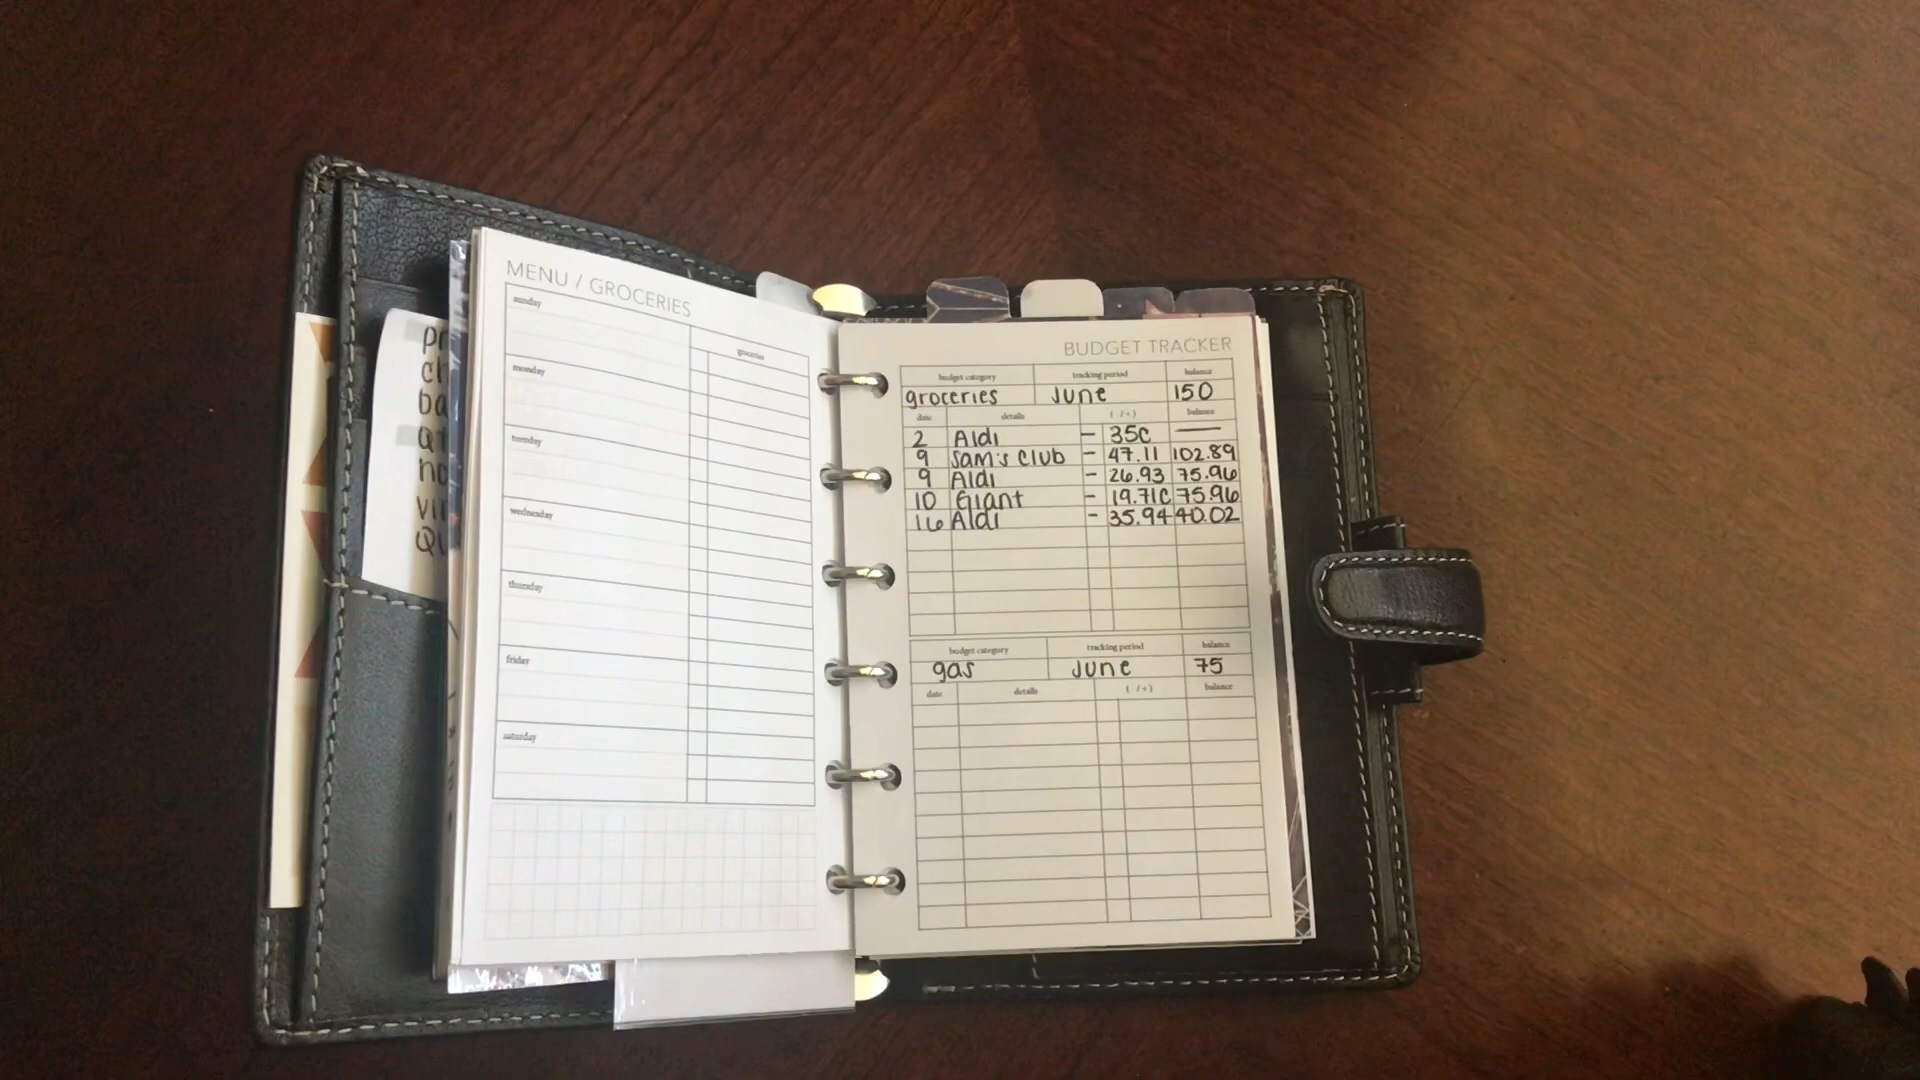 MENU / GROCERIES
sunday
groceries
monday
tuesday
wednesday
thursday
friday
saturday
BUDGET TRACKER
budget category tracking period balance
groceries June 150
date details ( /+) balance
2 Aldi - 35C —
9 Sam's Club - 47.11 102.89
9 Aldi - 26.93 75.96
10 Giant - 19.71C 75.96
16 Aldi - 35.94 40.02
budget category tracking period balance
gas June 75
date details ( /+) balance